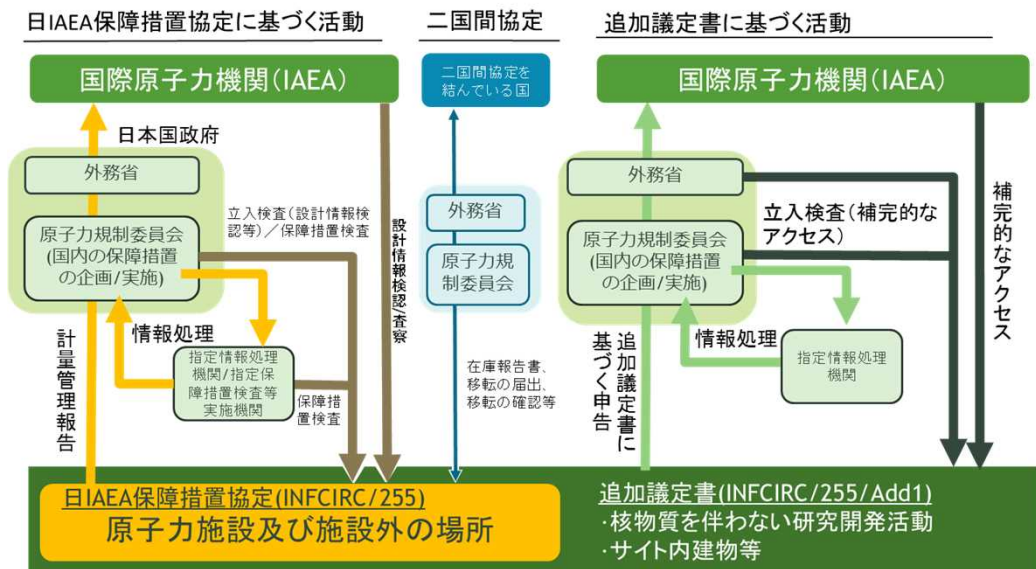 日IAEA保障措置協定に基づく活動
国際原子力機関(IAEA)
日本国政府
外務省
原子力規制委員会
(国内の保障措置
の企画/実施)
立入検査(設計情報検
認等)/保障措置検査
設計情報検認/査察
計量管理報告
情報処理
指定情報処理
機関/指定保
障措置検査等
実施機関
保障措
置検査
二国間協定
二国間協定を
結んでいる国
外務省
原子力規
制委員会
在庫報告書、
移転の届出、
移転の確認等
追加議定書に基づく活動
国際原子力機関(IAEA)
外務省
原子力規制委員会
(国内の保障措置
の企画/実施)
立入検査(補完的な
アクセス)
補完的なアクセス
情報処理
指定情報処理
機関
追加議定書に
基づく申告
日IAEA保障措置協定(INFCIRC/255)
原子力施設及び施設外の場所
追加議定書(INFCIRC/255/Add1)
・核物質を伴わない研究開発活動
・サイト内建物等